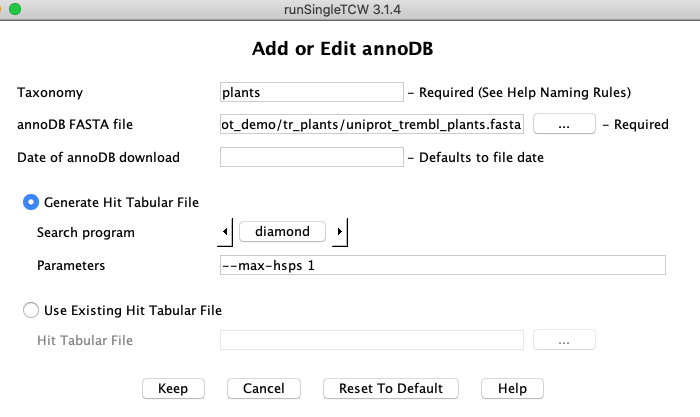 runSingleTCW 3.1.4
Add or Edit annoDB
Taxonomy plants – Required (See Help Naming Rules)
annoDB FASTA file ot_demo/tr_plants/uniprot_trembl_plants.fasta ... – Required
Date of annoDB download – Defaults to file date
Generate Hit Tabular File
Search program diamond
Parameters --max-hsps 1
Use Existing Hit Tabular File
Hit Tabular File ...
Keep Cancel Reset To Default Help